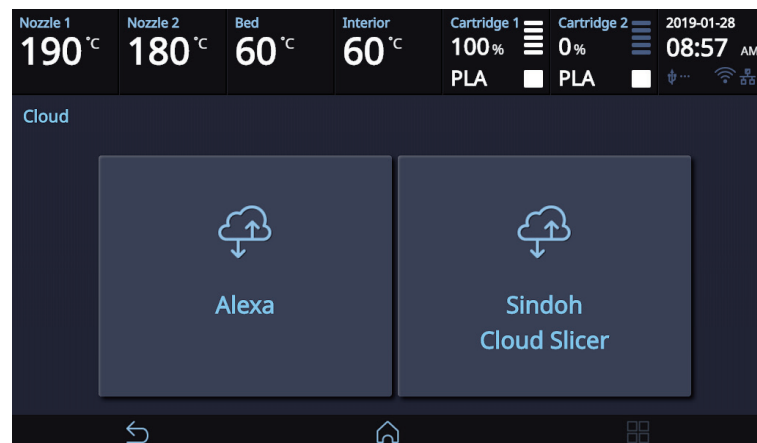 Nozzle 1 Nozzle 2 Bed Interior Cartridge 1 Cartridge 2 2019-01-28
190 °C 180 °C 60 °C 60 °C 100 % 0 % 08:57 AM
PLA PLA
Cloud
Alexa
Sindoh
Cloud Slicer